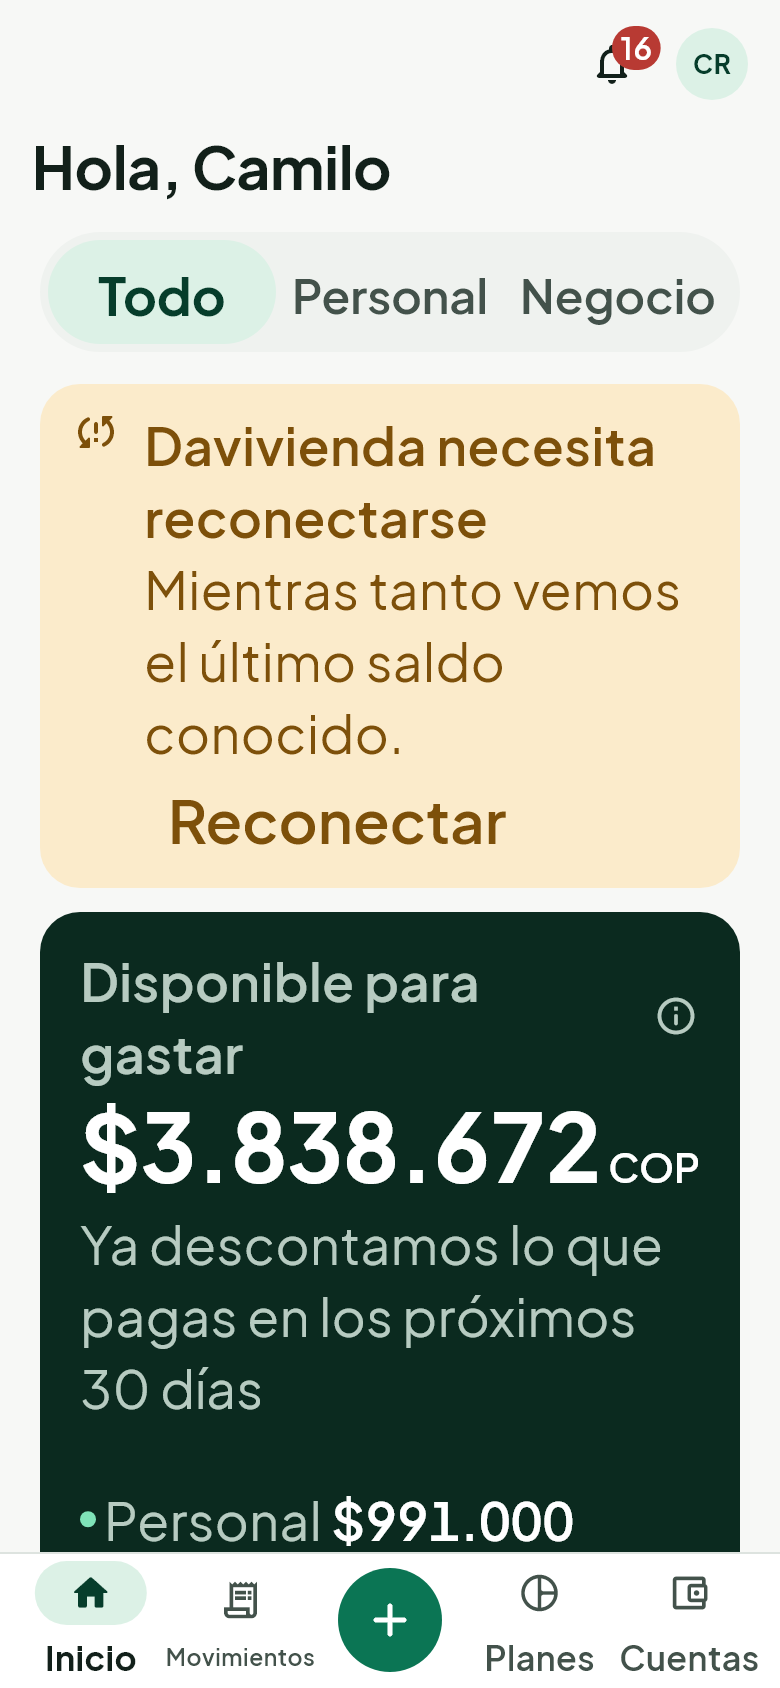 16
CR
Hola, Camilo
Todo
Personal
Negocio
Davivienda necesita
reconectarse
Mientras tanto vemos
el último saldo
conocido.
Reconectar
Disponible para
gastar
$3.838.672 COP
Ya descontamos lo que
pagas en los próximos
30 días
Personal $991.000
Inicio
Movimientos
Planes
Cuentas